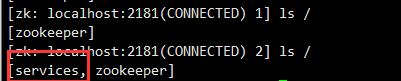 [zk: localhost:2181(CONNECTED) 1] ls /
[zookeeper]
[zk: localhost:2181(CONNECTED) 2] ls /
[services, zookeeper]